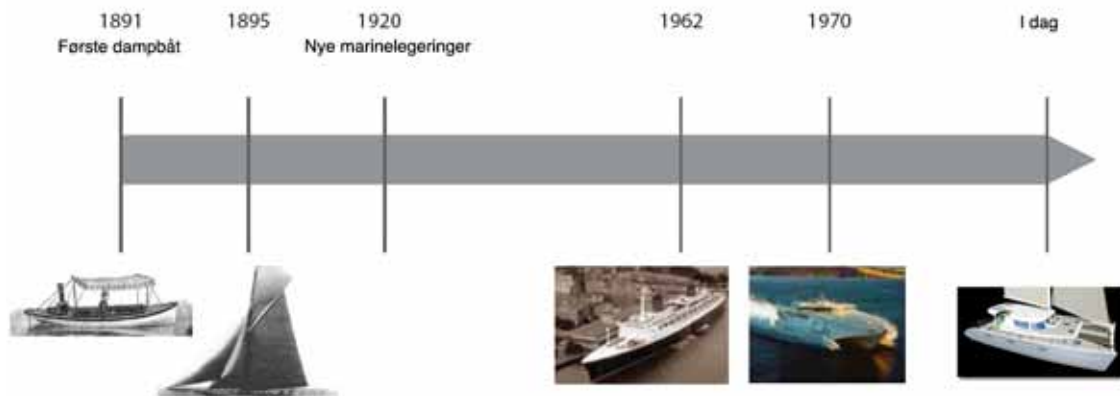 1891
Første dampbåt
1895
1920
Nye marinelegeringer
1962
1970
I dag